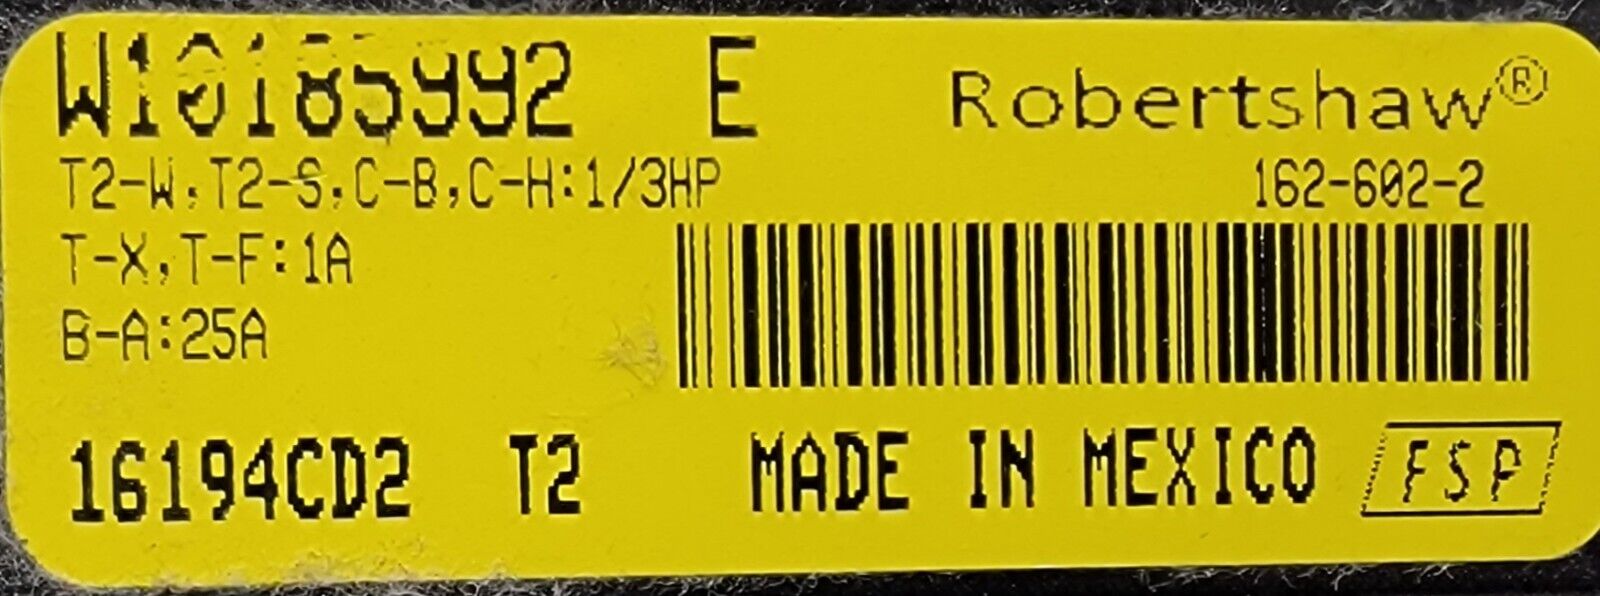 W10185992 E Robertshaw®
T2-W,T2-S,C-B,C-H:1/3HP 162-602-2
T-X,T-F:1A
B-A:25A
16194CD2 T2 MADE IN MEXICO FSP